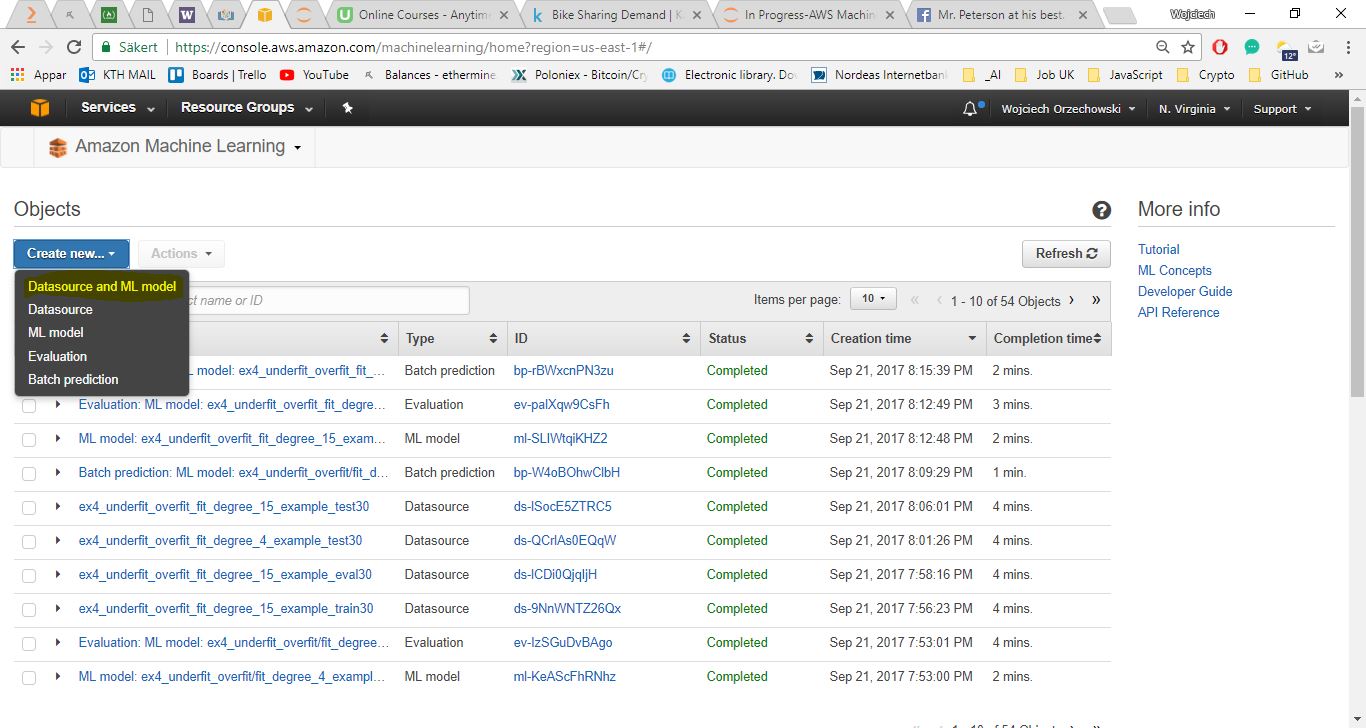 Online Courses - Anytime
Bike Sharing Demand | K
In Progress-AWS Machin
Mr. Peterson at his best.
Wojciech
Säkert https://console.aws.amazon.com/machinelearning/home?region=us-east-1#/
12°
Appar KTH MAIL Boards | Trello YouTube Balances - ethermine Poloniex - Bitcoin/Cry Electronic library. Do Nordeas Internetban _AI Job UK JavaScript Crypto GitHub »
Services Resource Groups Wojciech Orzechowski N. Virginia Support
Amazon Machine Learning
Objects
More info
Create new... Actions Refresh
Tutorial
ML Concepts
Developer Guide
API Reference
Datasource and ML model
Datasource
ML model
Evaluation
Batch prediction
ct name or ID
Items per page: 10 « ‹ 1 - 10 of 54 Objects › »
Type ID Status Creation time Completion time
L model: ex4_underfit_overfit_fit_... Batch prediction bp-rBWxcnPN3zu Completed Sep 21, 2017 8:15:39 PM 2 mins.
Evaluation: ML model: ex4_underfit_overfit_fit_degre... Evaluation ev-palXqw9CsFh Completed Sep 21, 2017 8:12:49 PM 3 mins.
ML model: ex4_underfit_overfit_fit_degree_15_exam... ML model ml-SLIWtqiKHZ2 Completed Sep 21, 2017 8:12:48 PM 2 mins.
Batch prediction: ML model: ex4_underfit_overfit/fit_d... Batch prediction bp-W4oBOhwClbH Completed Sep 21, 2017 8:09:29 PM 1 min.
ex4_underfit_overfit_fit_degree_15_example_test30 Datasource ds-lSocE5ZTRC5 Completed Sep 21, 2017 8:06:01 PM 4 mins.
ex4_underfit_overfit_fit_degree_4_example_test30 Datasource ds-QCrlAs0EQqW Completed Sep 21, 2017 8:01:26 PM 4 mins.
ex4_underfit_overfit_fit_degree_15_example_eval30 Datasource ds-lCDi0QjqljH Completed Sep 21, 2017 7:58:16 PM 4 mins.
ex4_underfit_overfit_fit_degree_15_example_train30 Datasource ds-9NnWNTZ26Qx Completed Sep 21, 2017 7:56:23 PM 4 mins.
Evaluation: ML model: ex4_underfit_overfit/fit_degree... Evaluation ev-lzSGuDvBAgo Completed Sep 21, 2017 7:53:01 PM 4 mins.
ML model: ex4_underfit_overfit/fit_degree_4_exampl... ML model ml-KeAScFhRNhz Completed Sep 21, 2017 7:53:00 PM 2 mins.